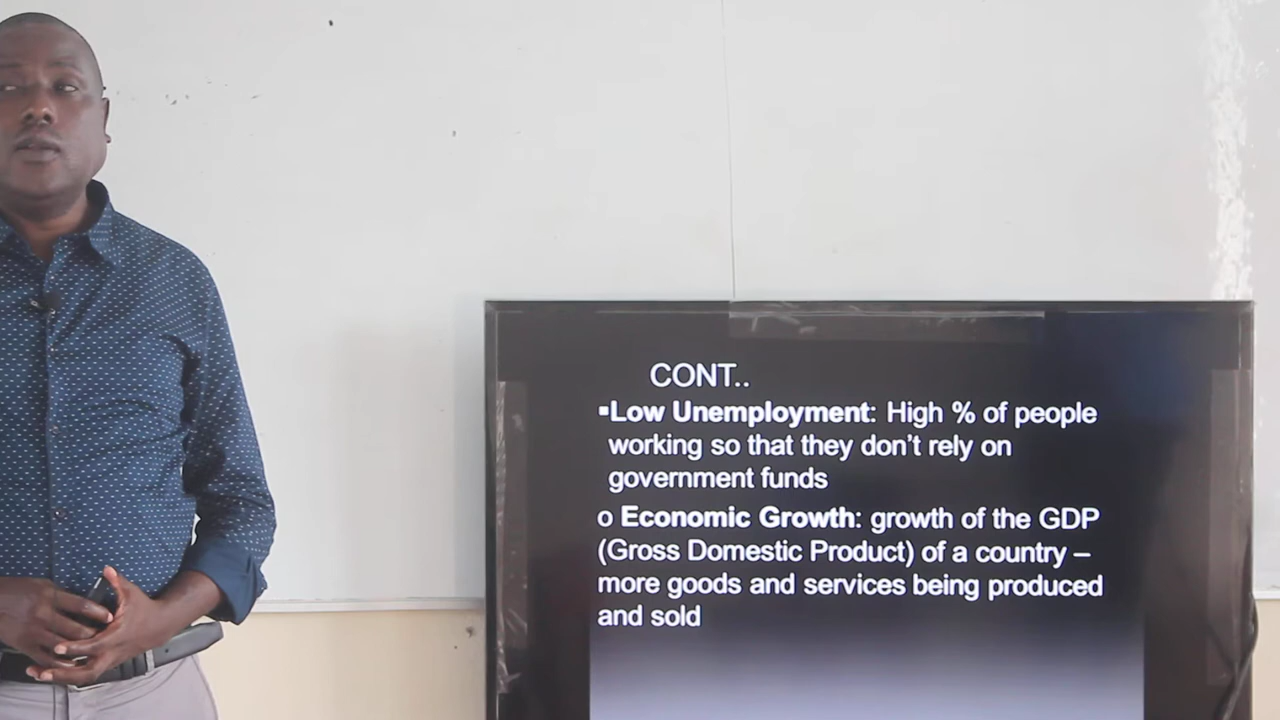 CONT..
▪Low Unemployment: High % of people
working so that they don’t rely on
government funds
o Economic Growth: growth of the GDP
(Gross Domestic Product) of a country –
more goods and services being produced
and sold